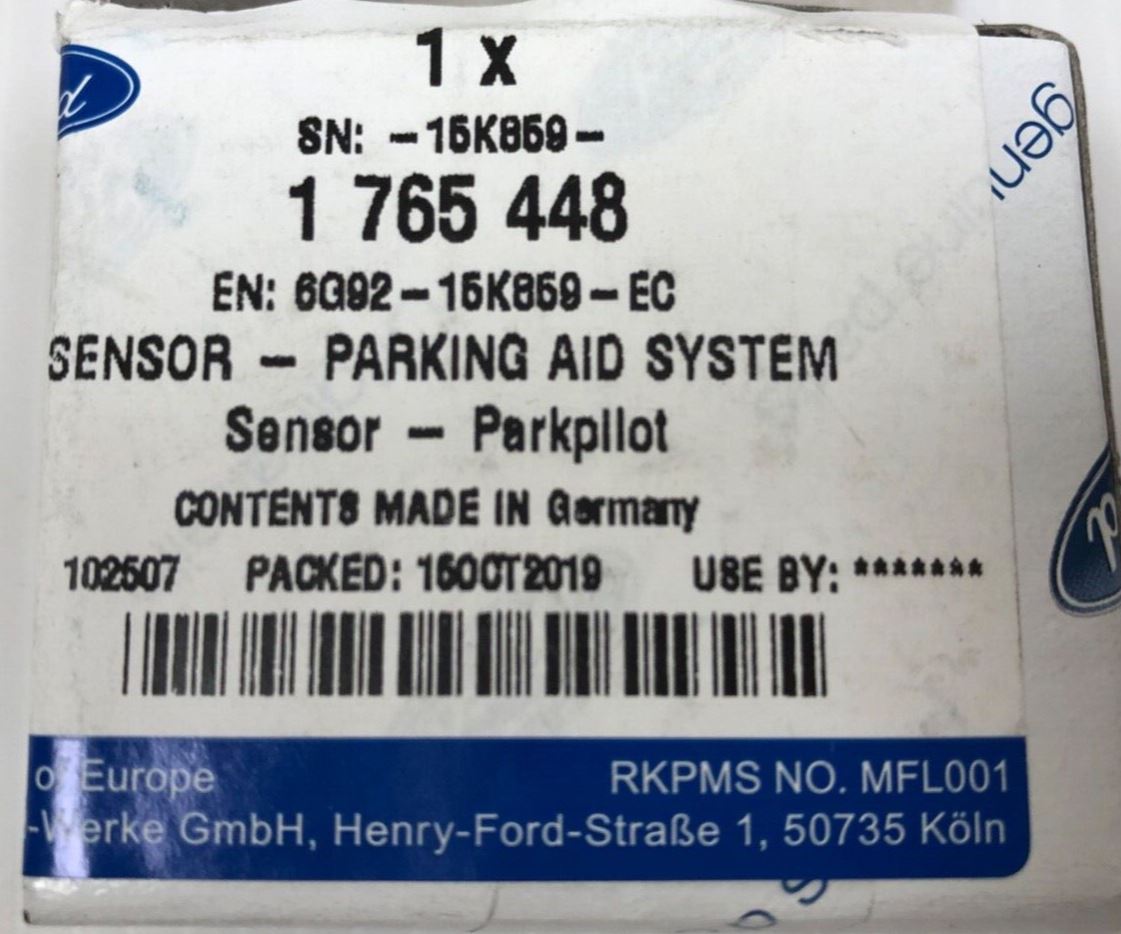 1 x
SN: -15K859-
1 765 448
EN: 6G92-15K859-EC
SENSOR - PARKING AID SYSTEM
Sensor - Parkpilot
CONTENTS MADE IN Germany
102507 PACKED: 15OCT2019 USE BY: *******
of Europe RKPMS NO. MFL001
-Werke GmbH, Henry-Ford-Straße 1, 50735 Köln